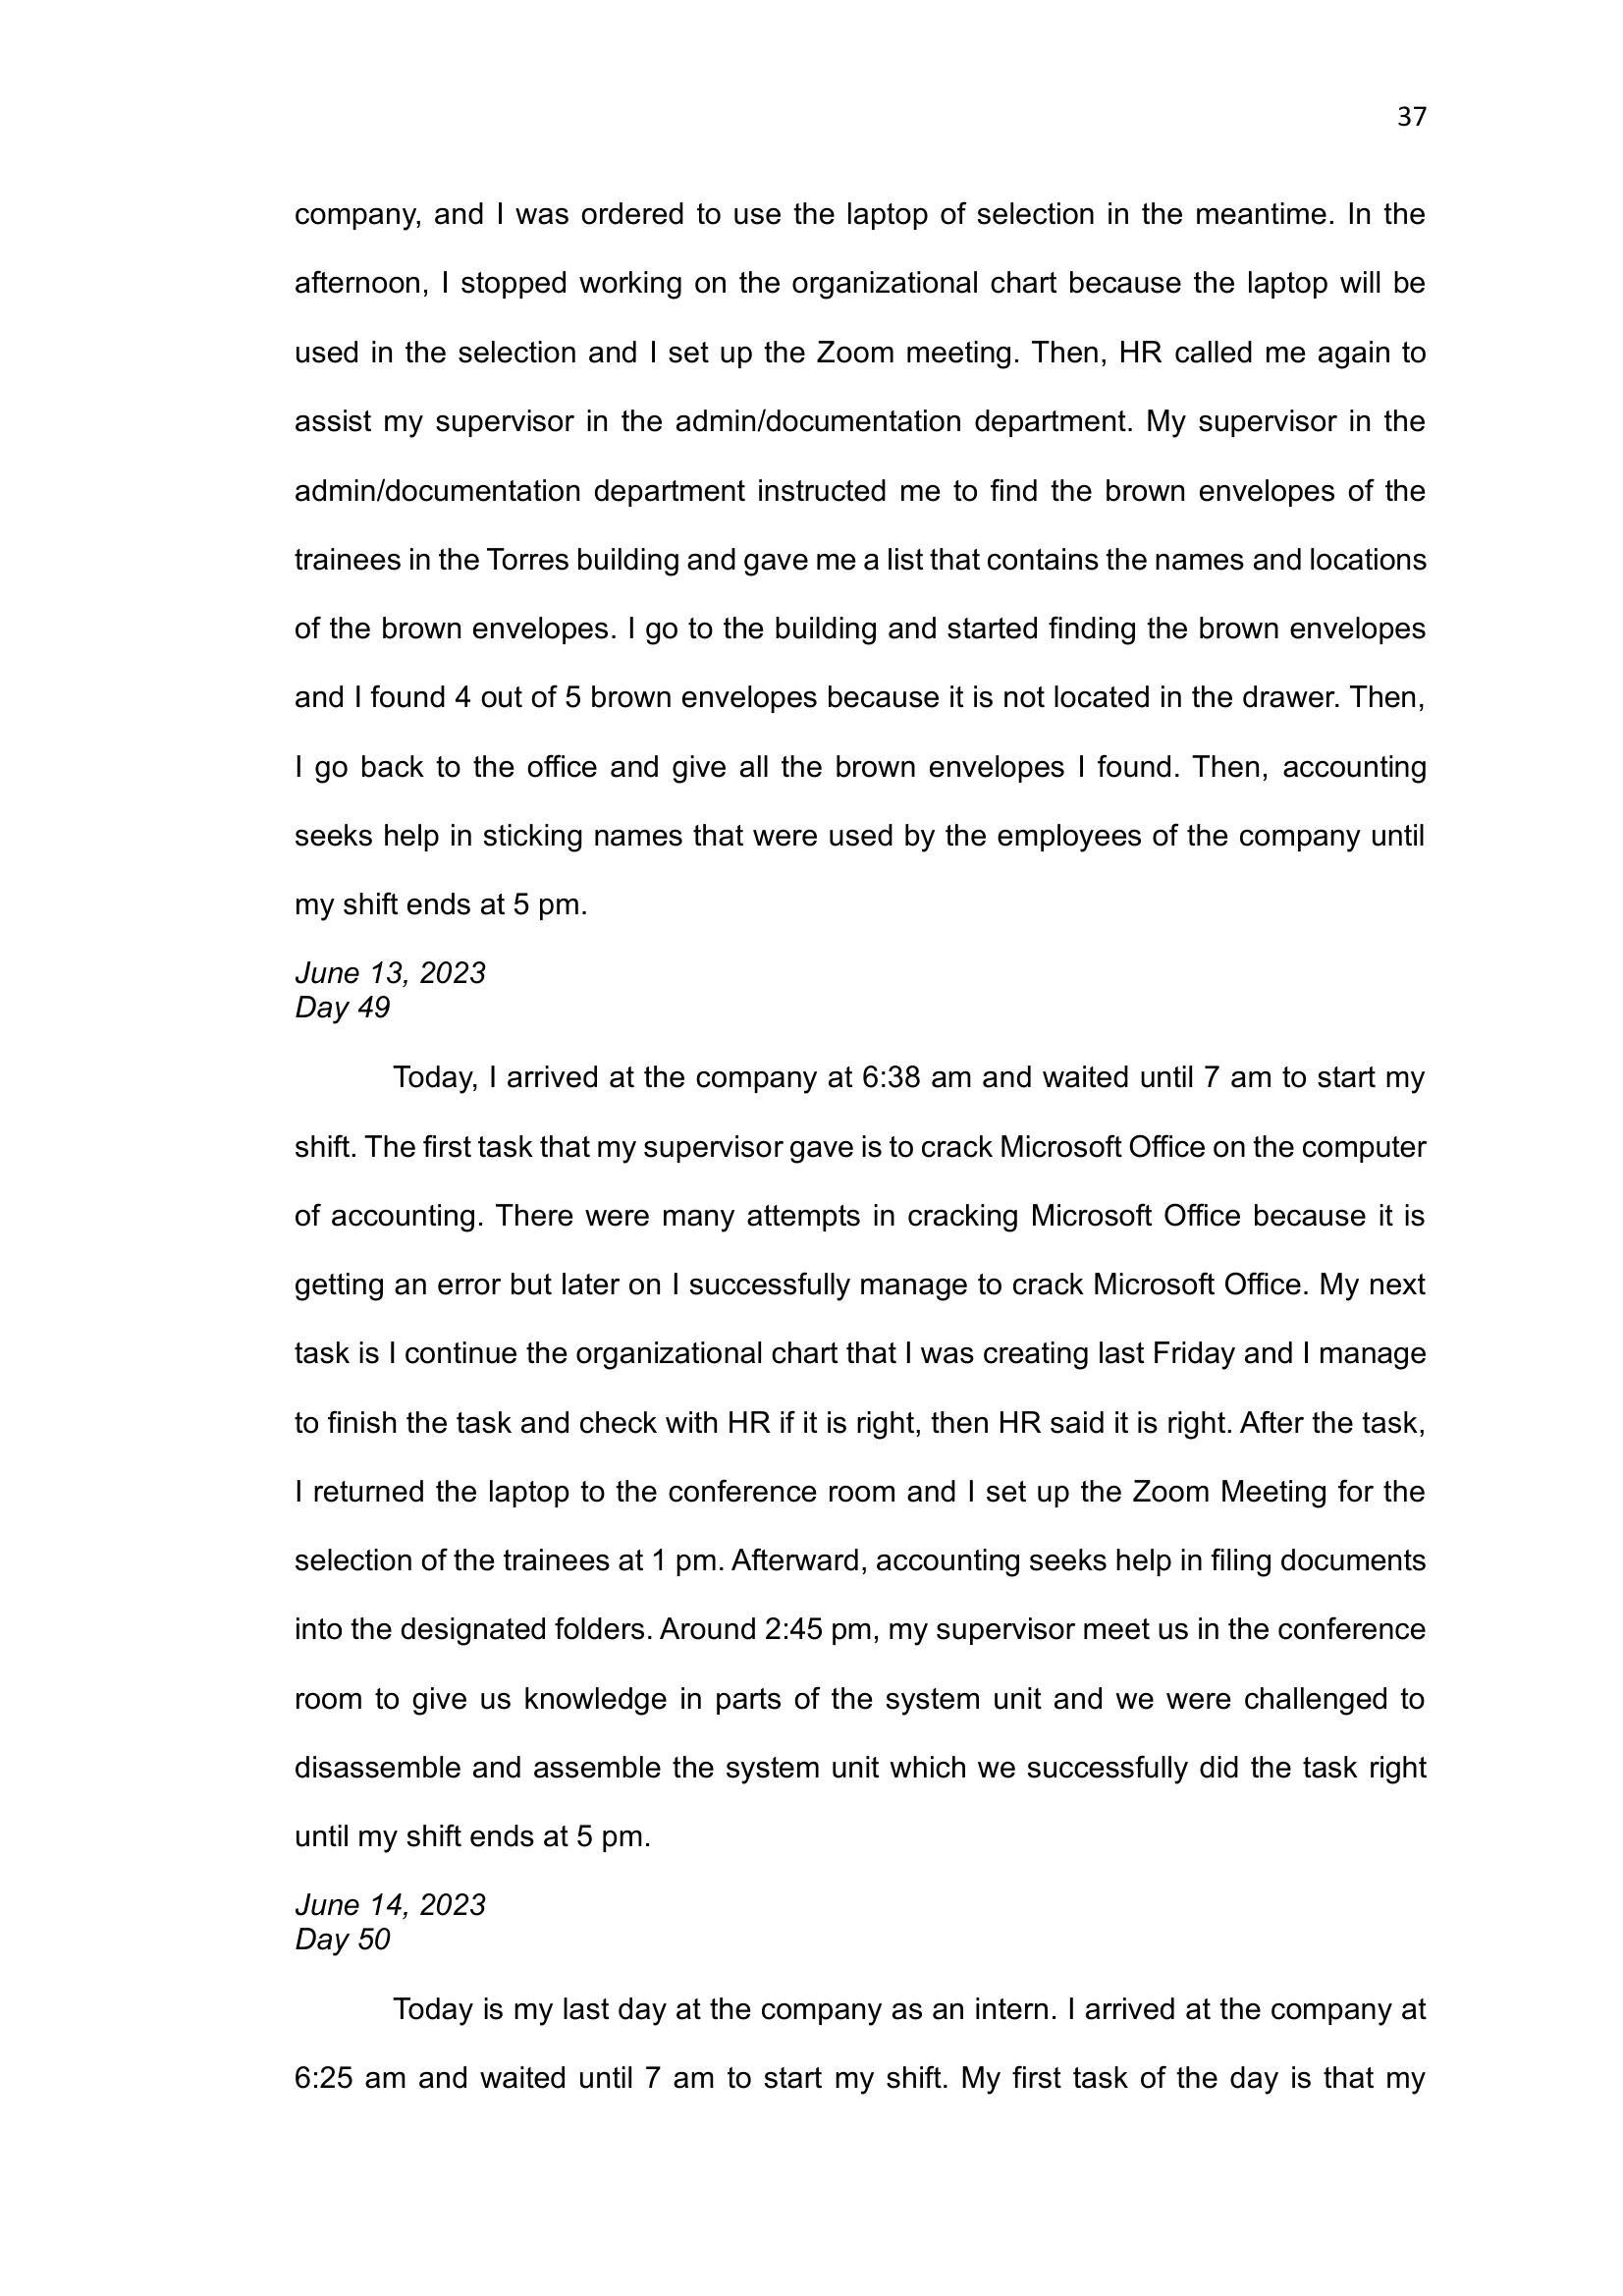 37
company, and I was ordered to use the laptop of selection in the meantime. In the
afternoon, I stopped working on the organizational chart because the laptop will be
used in the selection and I set up the Zoom meeting. Then, HR called me again to
assist my supervisor in the admin/documentation department. My supervisor in the
admin/documentation department instructed me to find the brown envelopes of the
trainees in the Torres building and gave me a list that contains the names and locations
of the brown envelopes. I go to the building and started finding the brown envelopes
and I found 4 out of 5 brown envelopes because it is not located in the drawer. Then,
I go back to the office and give all the brown envelopes I found. Then, accounting
seeks help in sticking names that were used by the employees of the company until
my shift ends at 5 pm.
June 13, 2023
Day 49
Today, I arrived at the company at 6:38 am and waited until 7 am to start my
shift. The first task that my supervisor gave is to crack Microsoft Office on the computer
of accounting. There were many attempts in cracking Microsoft Office because it is
getting an error but later on I successfully manage to crack Microsoft Office. My next
task is I continue the organizational chart that I was creating last Friday and I manage
to finish the task and check with HR if it is right, then HR said it is right. After the task,
I returned the laptop to the conference room and I set up the Zoom Meeting for the
selection of the trainees at 1 pm. Afterward, accounting seeks help in filing documents
into the designated folders. Around 2:45 pm, my supervisor meet us in the conference
room to give us knowledge in parts of the system unit and we were challenged to
disassemble and assemble the system unit which we successfully did the task right
until my shift ends at 5 pm.
June 14, 2023
Day 50
Today is my last day at the company as an intern. I arrived at the company at
6:25 am and waited until 7 am to start my shift. My first task of the day is that my